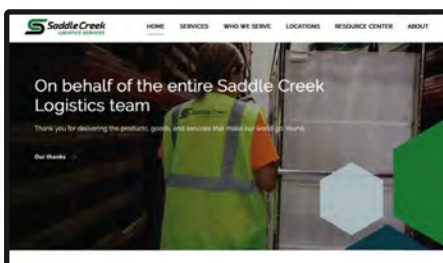 Saddle Creek
LOGISTICS SERVICES
HOME SERVICES WHO WE SERVE LOCATIONS RESOURCE CENTER ABOUT
On behalf of the entire Saddle Creek
Logistics team
Thank you for delivering the products, goods, and services that make our world go 'round.
Our thanks
Saddle Creek